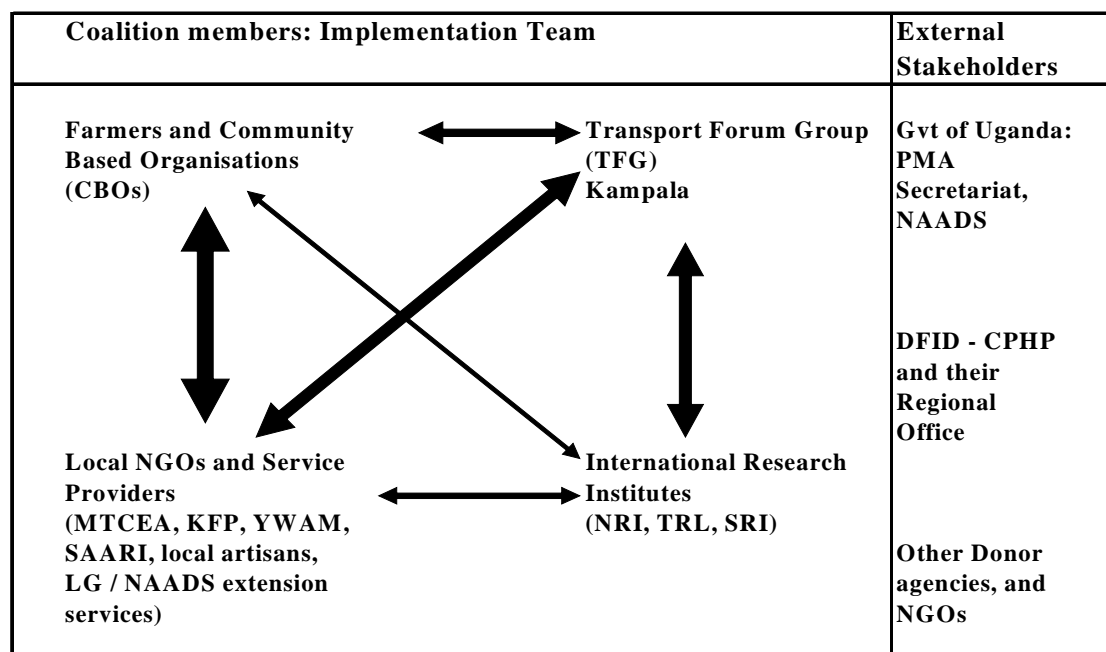 Coalition members: Implementation Team
External
Stakeholders
Farmers and Community
Based Organisations
(CBOs)
Transport Forum Group
(TFG)
Kampala
Gvt of Uganda:
PMA
Secretariat,
NAADS
DFID - CPHP
and their
Regional
Office
Local NGOs and Service
Providers
(MTCEA, KFP, YWAM,
SAARI, local artisans,
LG / NAADS extension
services)
International Research
Institutes
(NRI, TRL, SRI)
Other Donor
agencies, and
NGOs